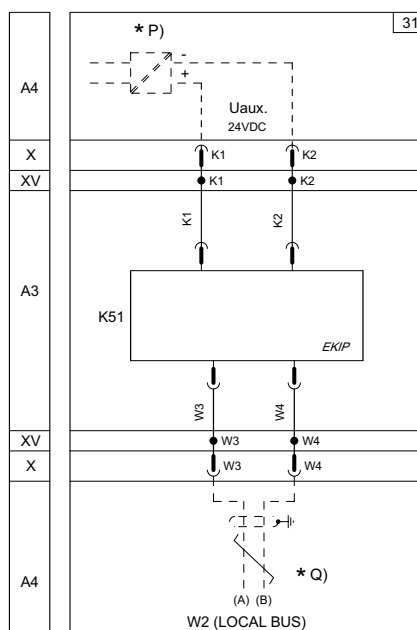 31
* P)
-
+
A4
Uaux.
24VDC
X
K1
K2
XV
K1
K2
K1
K2
A3
K51
EKIP
W3
W4
XV
W3
W4
X
W3
W4
A4
* Q)
(A) (B)
W2 (LOCAL BUS)